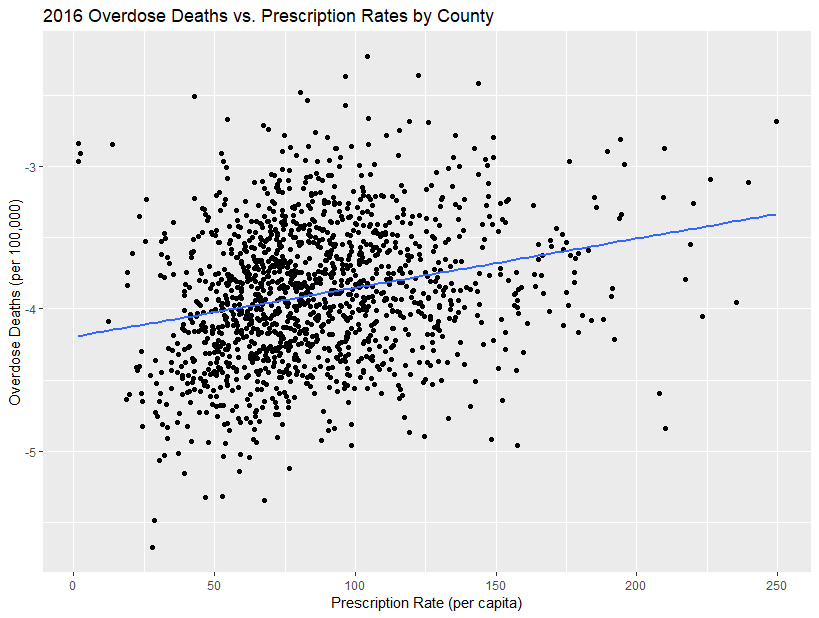 2016 Overdose Deaths vs. Prescription Rates by County
Overdose Deaths (per 100,000)
-3
-4
-5
0 50 100 150 200 250
Prescription Rate (per capita)